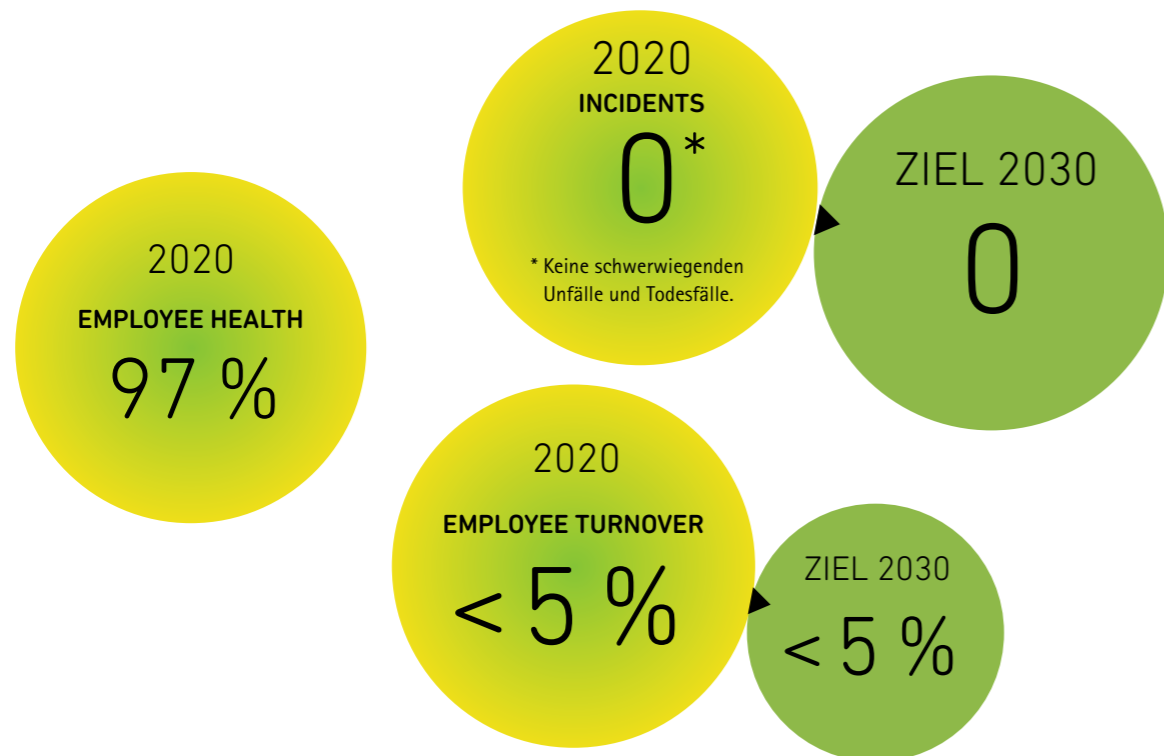 2020
EMPLOYEE HEALTH
97 %
2020
INCIDENTS
0*
* Keine schwerwiegenden
Unfälle und Todesfälle.
ZIEL 2030
0
2020
EMPLOYEE TURNOVER
< 5 %
ZIEL 2030
< 5 %